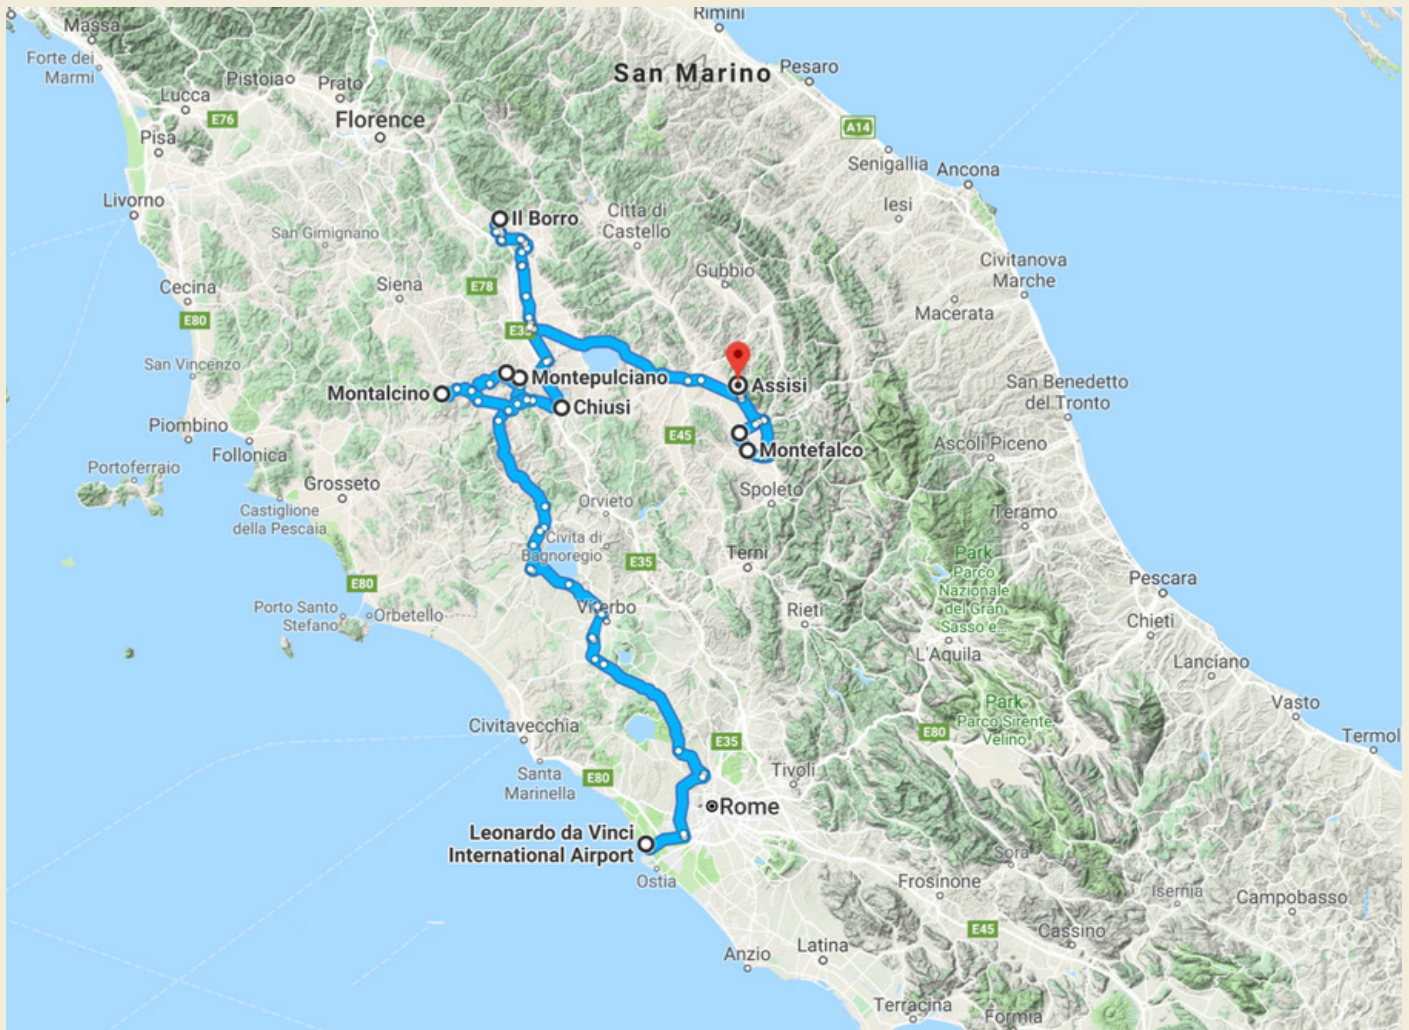 Rimini
Massa
San Marino
Pesaro
Forte dei
Marmi
Pistoia
Prato
Lucca
E76
Florence
A14
Pisa
Senigallia
Ancona
Livorno
Il Borro
Citta di
Castello
Iesi
San Gimignano
Civitanova
Marche
Gubbio
Cecina
Siena
E78
Macerata
E80
E35
San Vincenzo
Montalcino
Montepulciano
Assisi
San Benedetto
del Tronto
Chiusi
Piombino
E45
Montefalco
Ascoli Piceno
Follonica
Portoferraio
Grosseto
Spoleto
Orvieto
Castiglione
della Pescaia
Teramo
Civita di
Bagnoregio
Terni
E35
Park
Parco
Nazionale
del Gran
Sasso e...
E80
Pescara
Porto Santo
Stefano
Orbetello
Viterbo
Rieti
Chieti
L'Aquila
Lanciano
Park
Parco Sirente
Velino
Vasto
Civitavecchia
E35
E80
Termol
Santa
Marinella
E80
Tivoli
Rome
Leonardo da Vinci
International Airport
Ostia
Sora
Frosinone
Isernia
Campobasso
E45
Cassino
Anzio
Latina
Terracina
Formia